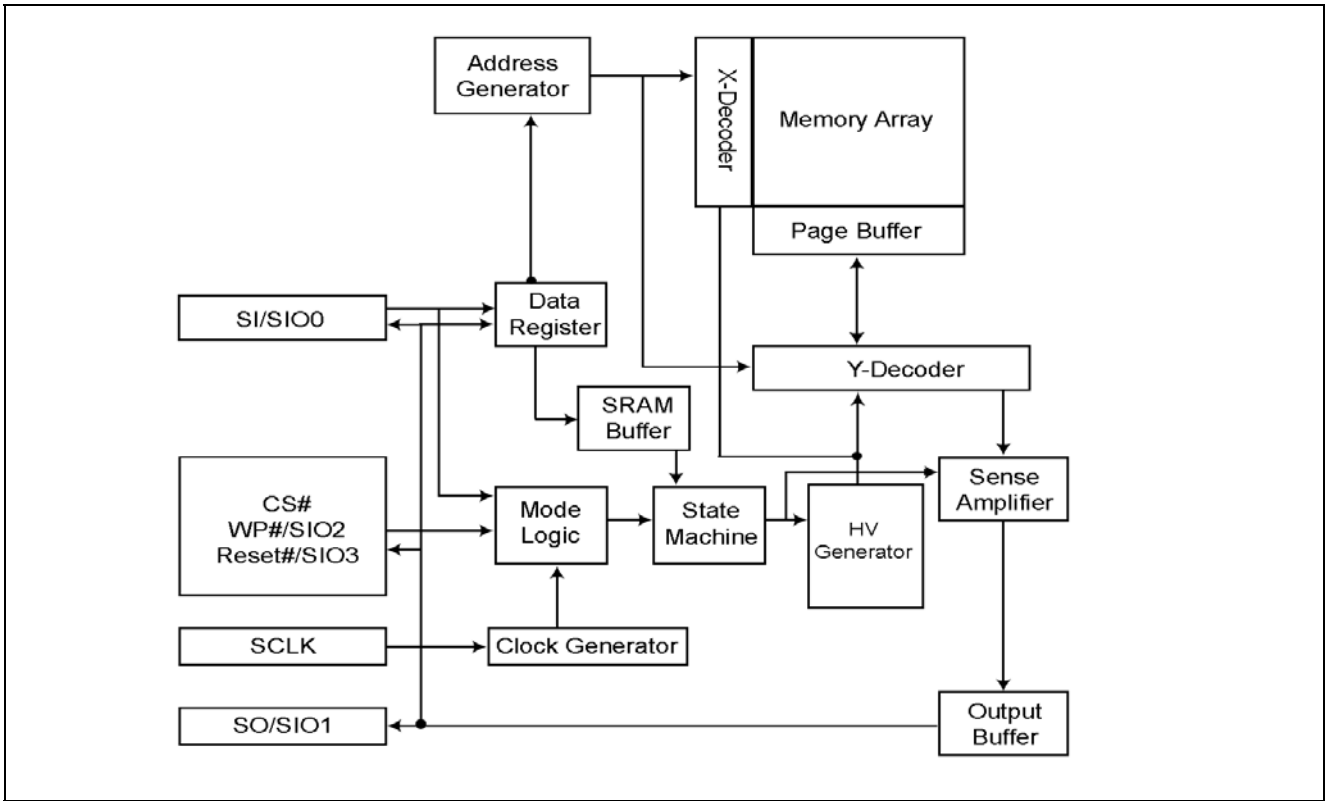 Address
Generator
X-Decoder
Memory Array
Page Buffer
SI/SIO0
Data
Register
Y-Decoder
SRAM
Buffer
CS#
WP#/SIO2
Reset#/SIO3
Mode
Logic
State
Machine
HV
Generator
Sense
Amplifier
SCLK
Clock Generator
SO/SIO1
Output
Buffer